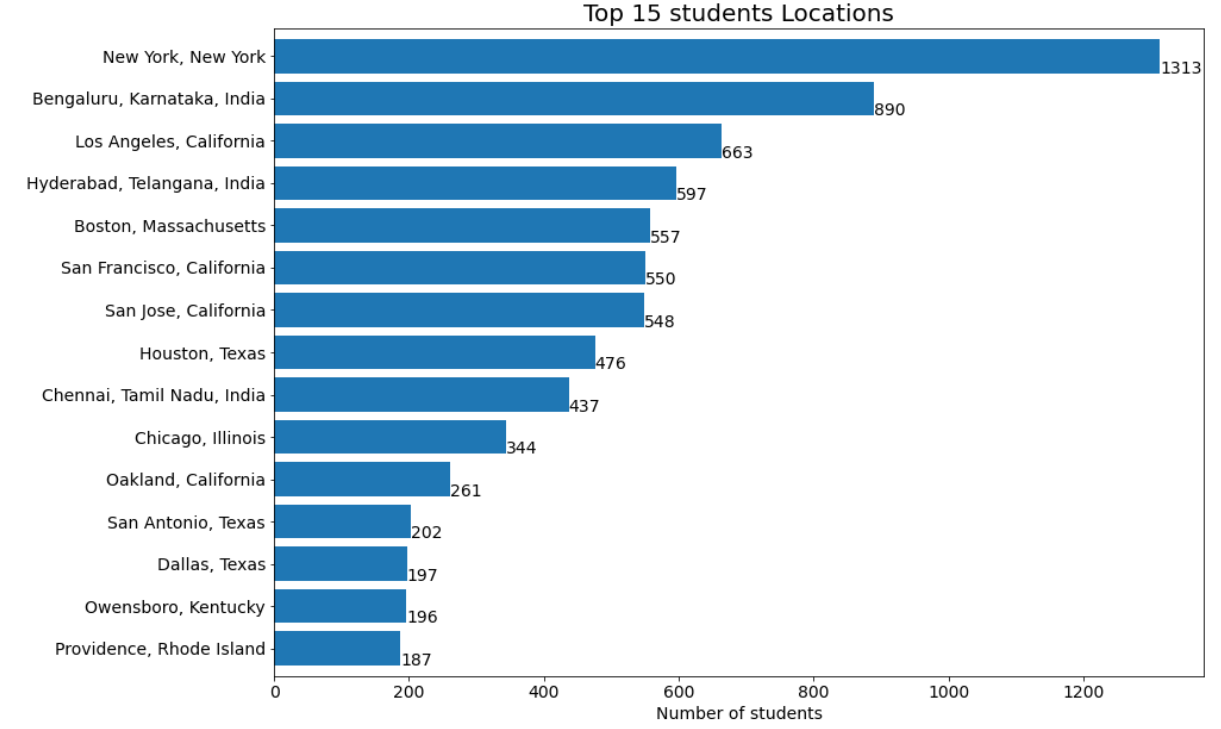 Top 15 students Locations
New York, New York
1313
Bengaluru, Karnataka, India
890
Los Angeles, California
663
Hyderabad, Telangana, India
597
Boston, Massachusetts
557
San Francisco, California
550
San Jose, California
548
Houston, Texas
476
Chennai, Tamil Nadu, India
437
Chicago, Illinois
344
Oakland, California
261
San Antonio, Texas
202
Dallas, Texas
197
Owensboro, Kentucky
196
Providence, Rhode Island
187
0 200 400 600 800 1000 1200
Number of students